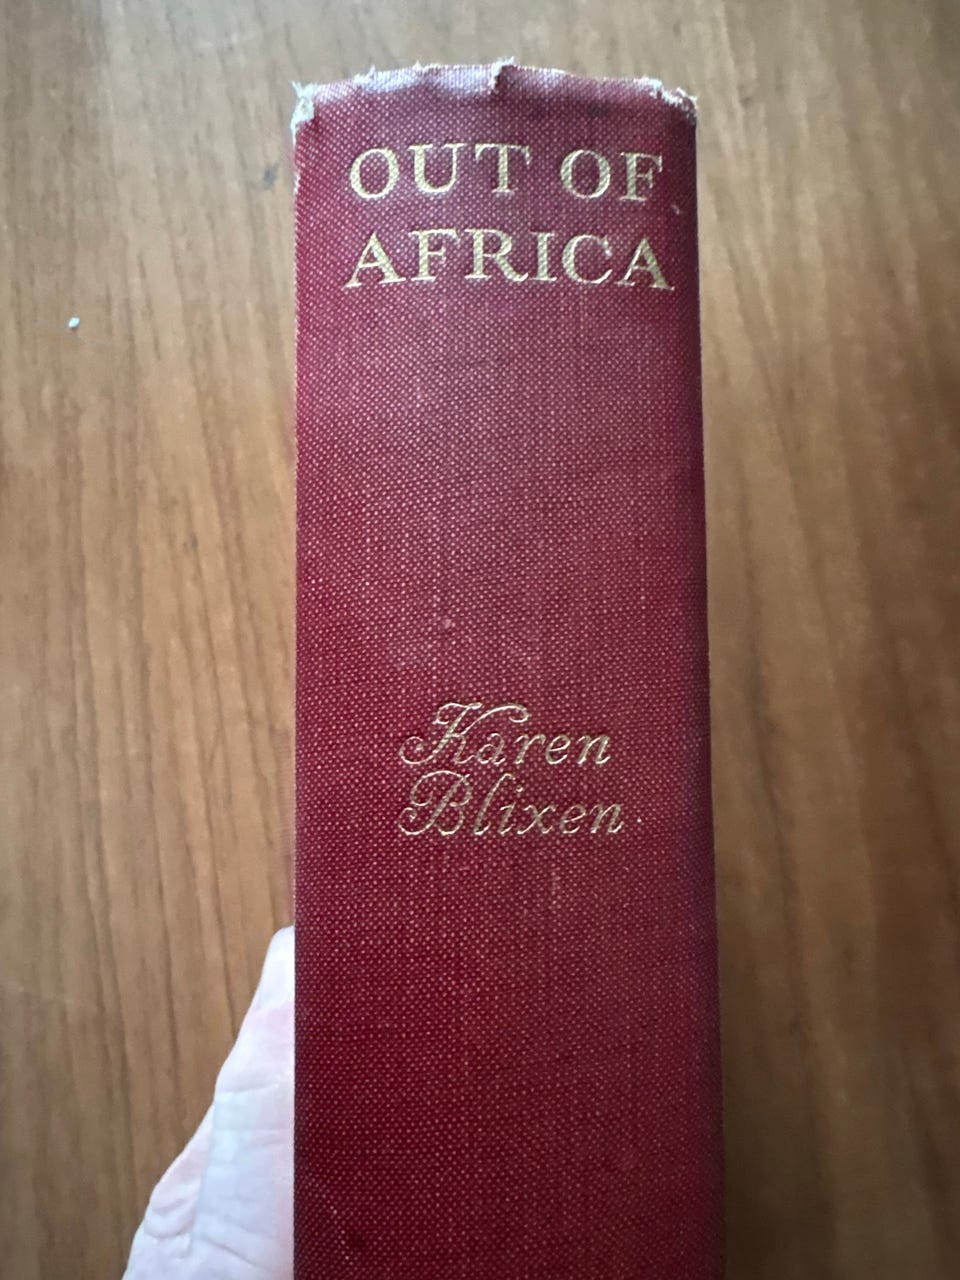 OUT OF
AFRICA
Karen
Blixen